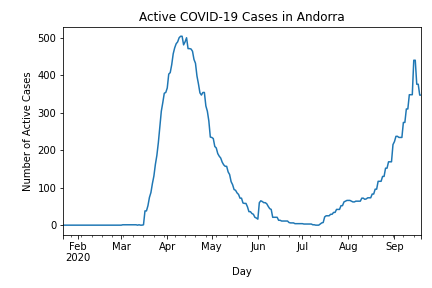 Active COVID-19 Cases in Andorra
Number of Active Cases
500
400
300
200
100
0
Feb Mar Apr May Jun Jul Aug Sep
2020
Day